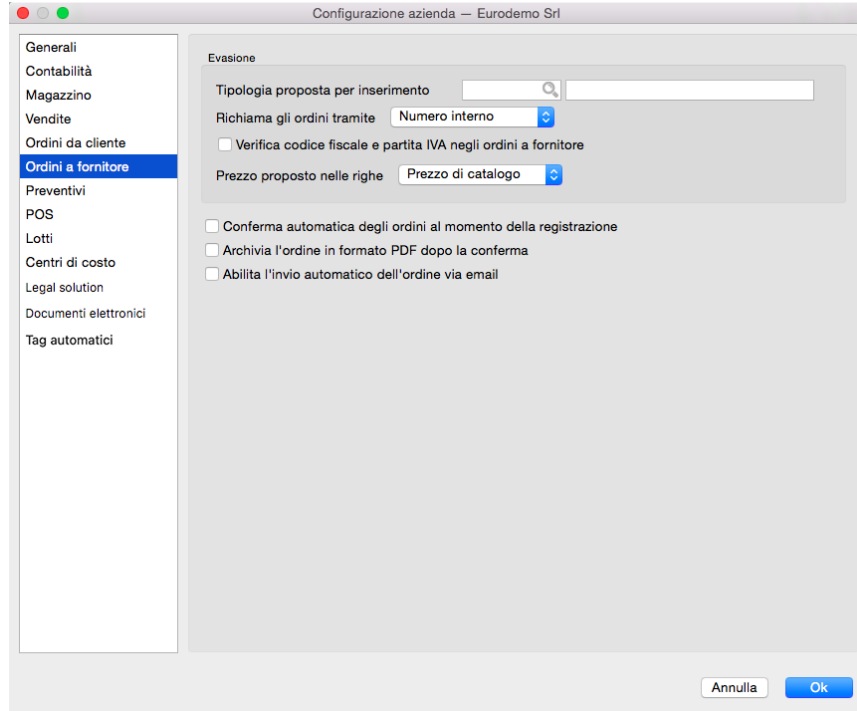 Configurazione azienda — Eurodemo Srl
Generali
Contabilità
Magazzino
Vendite
Ordini da cliente
Ordini a fornitore
Preventivi
POS
Lotti
Centri di costo
Legal solution
Documenti elettronici
Tag automatici
Evasione
Tipologia proposta per inserimento
Richiama gli ordini tramite Numero interno
Verifica codice fiscale e partita IVA negli ordini a fornitore
Prezzo proposto nelle righe Prezzo di catalogo
Conferma automatica degli ordini al momento della registrazione
Archivia l'ordine in formato PDF dopo la conferma
Abilita l'invio automatico dell'ordine via email
Annulla Ok